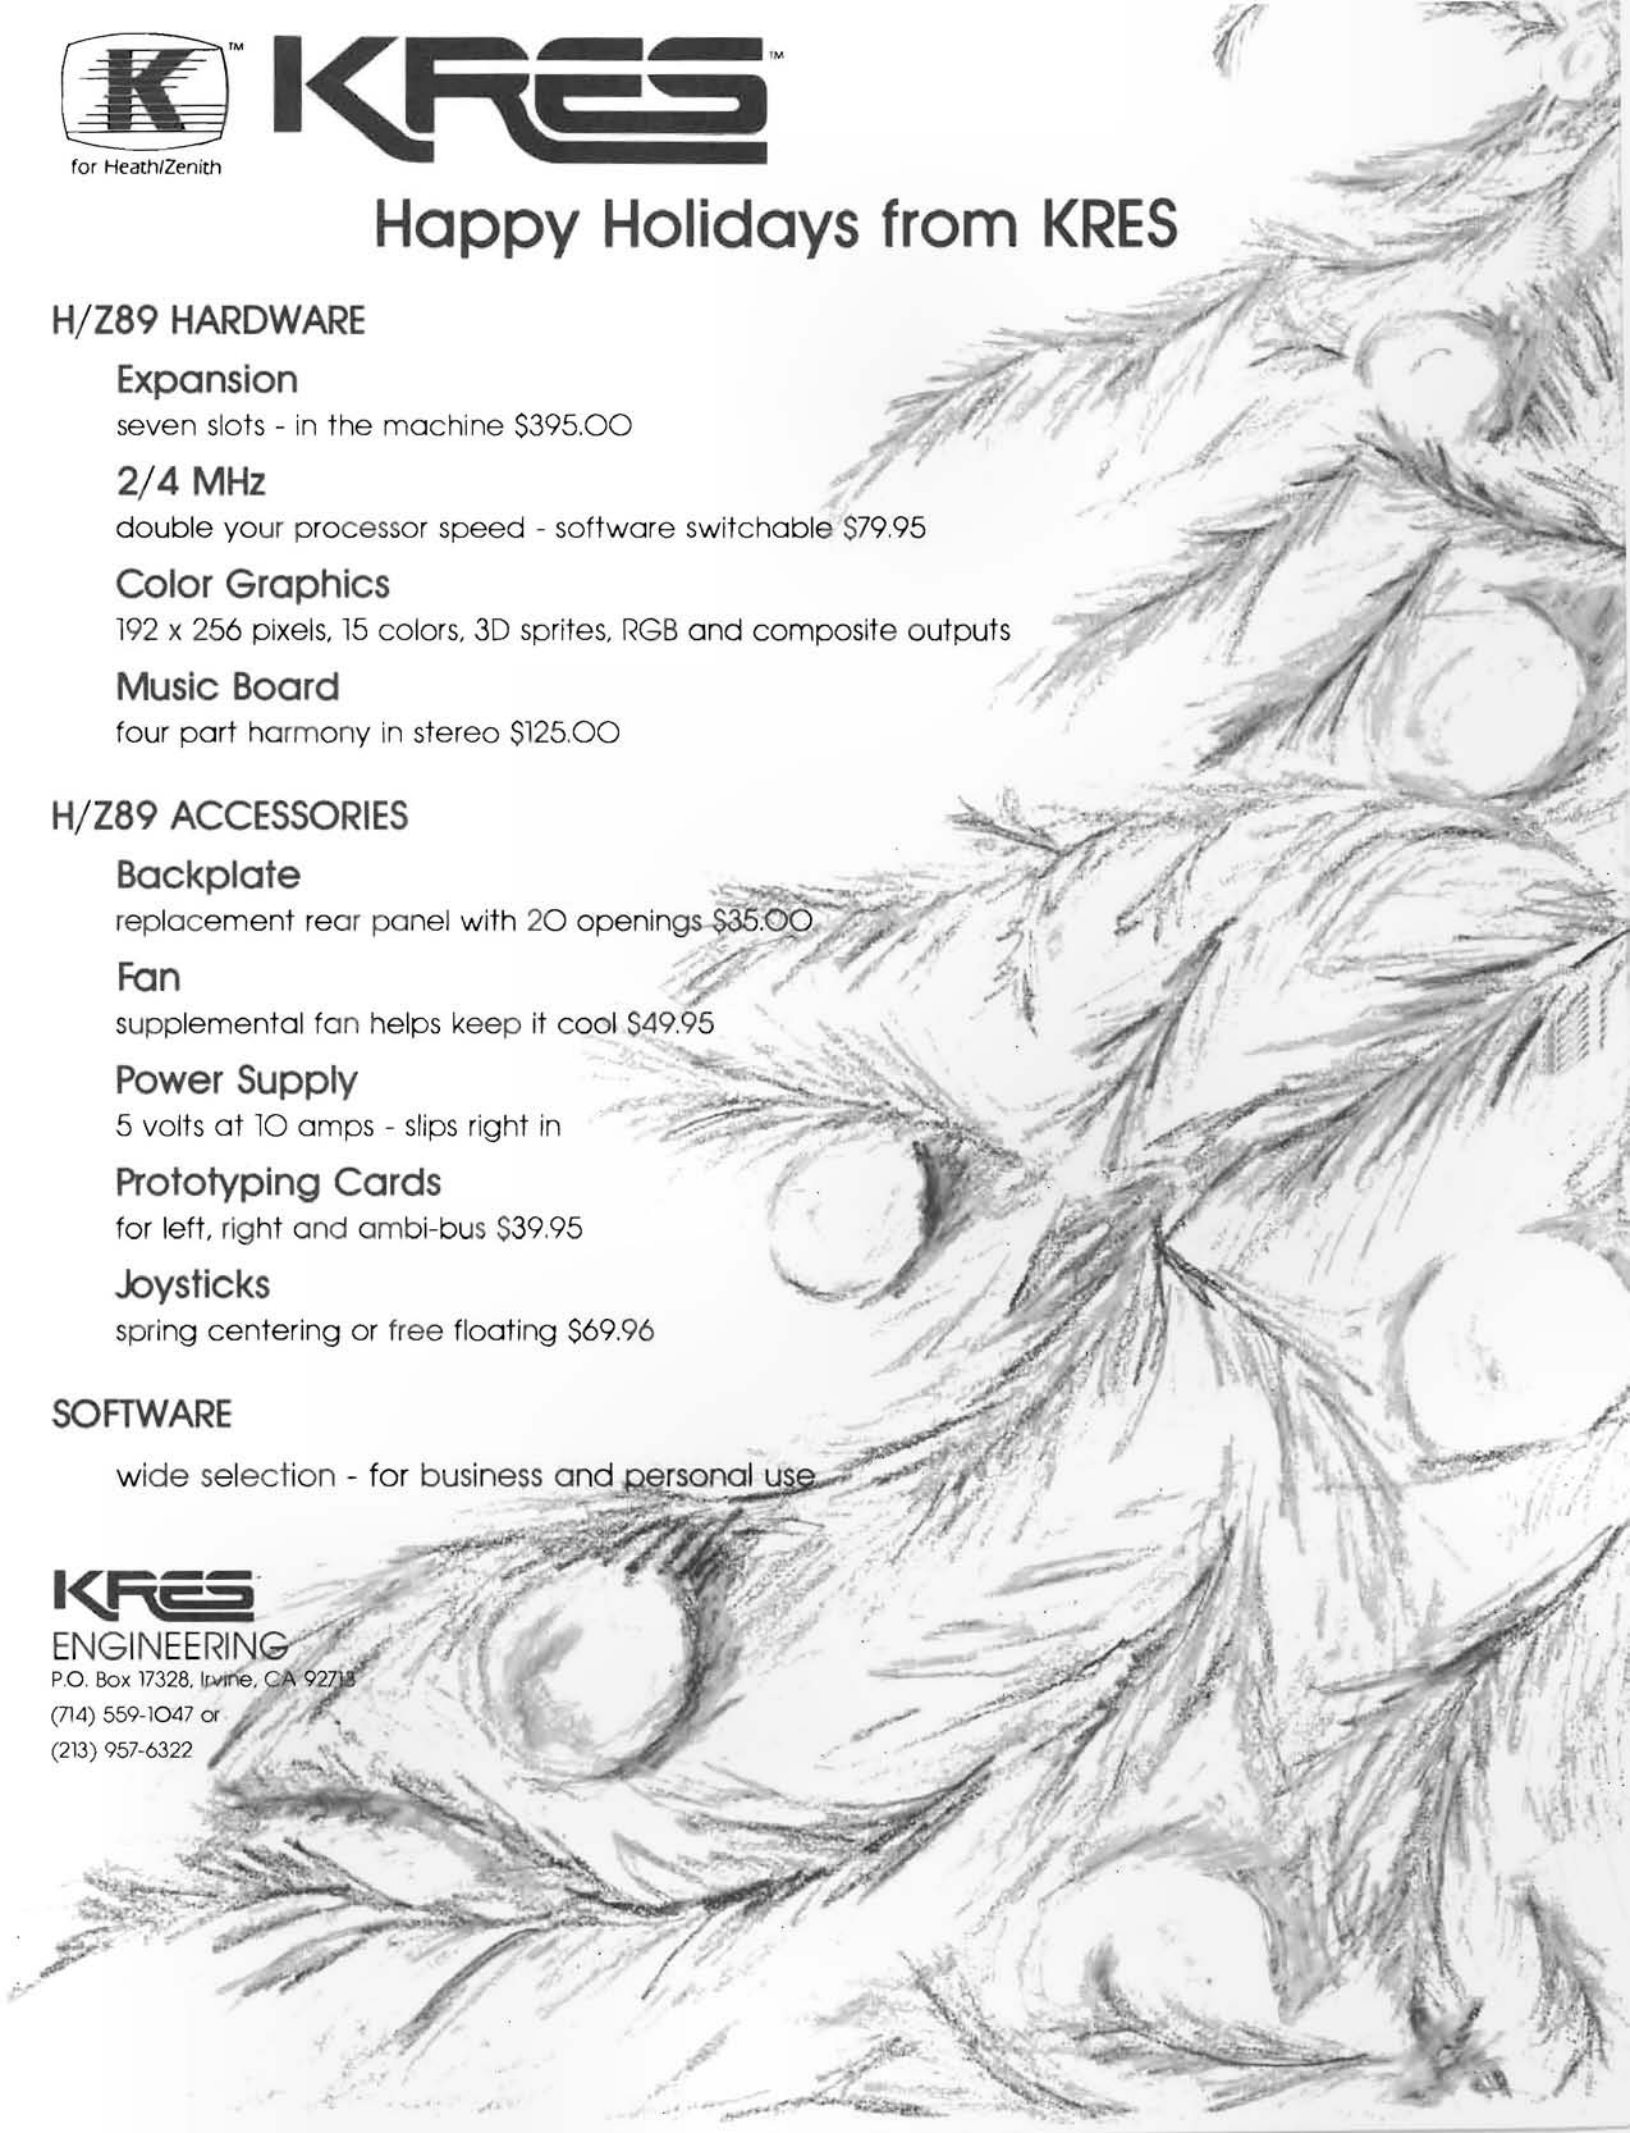 K™ KRES™
for Heath/Zenith
Happy Holidays from KRES
H/Z89 HARDWARE
Expansion
seven slots - in the machine $395.00
2/4 MHz
double your processor speed - software switchable $79.95
Color Graphics
192 x 256 pixels, 15 colors, 3D sprites, RGB and composite outputs
Music Board
four part harmony in stereo $125.00
H/Z89 ACCESSORIES
Backplate
replacement rear panel with 20 openings $35.00
Fan
supplemental fan helps keep it cool $49.95
Power Supply
5 volts at 10 amps - slips right in
Prototyping Cards
for left, right and ambi-bus $39.95
Joysticks
spring centering or free floating $69.96
SOFTWARE
wide selection - for business and personal use
KRES
ENGINEERING
P.O. Box 17328, Irvine, CA 92713
(714) 559-1047 or
(213) 957-6322